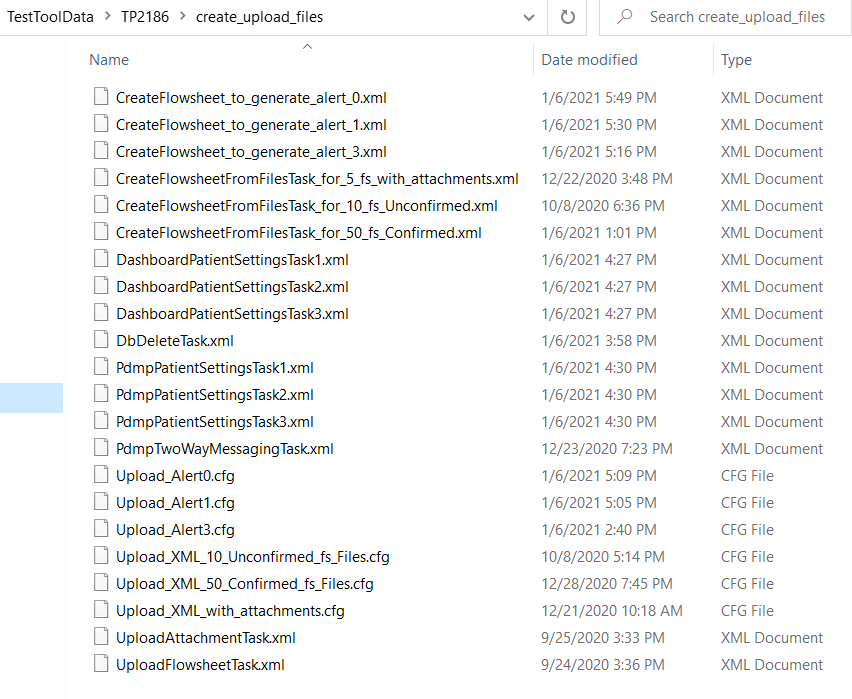 TestToolData > TP2186 > create_upload_files Search create_upload_files
Name Date modified Type
CreateFlowsheet_to_generate_alert_0.xml 1/6/2021 5:49 PM XML Document
CreateFlowsheet_to_generate_alert_1.xml 1/6/2021 5:30 PM XML Document
CreateFlowsheet_to_generate_alert_3.xml 1/6/2021 5:16 PM XML Document
CreateFlowsheetFromFilesTask_for_5_fs_with_attachments.xml 12/22/2020 3:48 PM XML Document
CreateFlowsheetFromFilesTask_for_10_fs_Unconfirmed.xml 10/8/2020 6:36 PM XML Document
CreateFlowsheetFromFilesTask_for_50_fs_Confirmed.xml 1/6/2021 1:01 PM XML Document
DashboardPatientSettingsTask1.xml 1/6/2021 4:27 PM XML Document
DashboardPatientSettingsTask2.xml 1/6/2021 4:27 PM XML Document
DashboardPatientSettingsTask3.xml 1/6/2021 4:27 PM XML Document
DbDeleteTask.xml 1/6/2021 3:58 PM XML Document
PdmpPatientSettingsTask1.xml 1/6/2021 4:30 PM XML Document
PdmpPatientSettingsTask2.xml 1/6/2021 4:30 PM XML Document
PdmpPatientSettingsTask3.xml 1/6/2021 4:30 PM XML Document
PdmpTwoWayMessagingTask.xml 12/23/2020 7:23 PM XML Document
Upload_Alert0.cfg 1/6/2021 5:09 PM CFG File
Upload_Alert1.cfg 1/6/2021 5:05 PM CFG File
Upload_Alert3.cfg 1/6/2021 2:40 PM CFG File
Upload_XML_10_Unconfirmed_fs_Files.cfg 10/8/2020 5:14 PM CFG File
Upload_XML_50_Confirmed_fs_Files.cfg 12/28/2020 7:45 PM CFG File
Upload_XML_with_attachments.cfg 12/21/2020 10:18 AM CFG File
UploadAttachmentTask.xml 9/25/2020 3:33 PM XML Document
UploadFlowsheetTask.xml 9/24/2020 3:36 PM XML Document